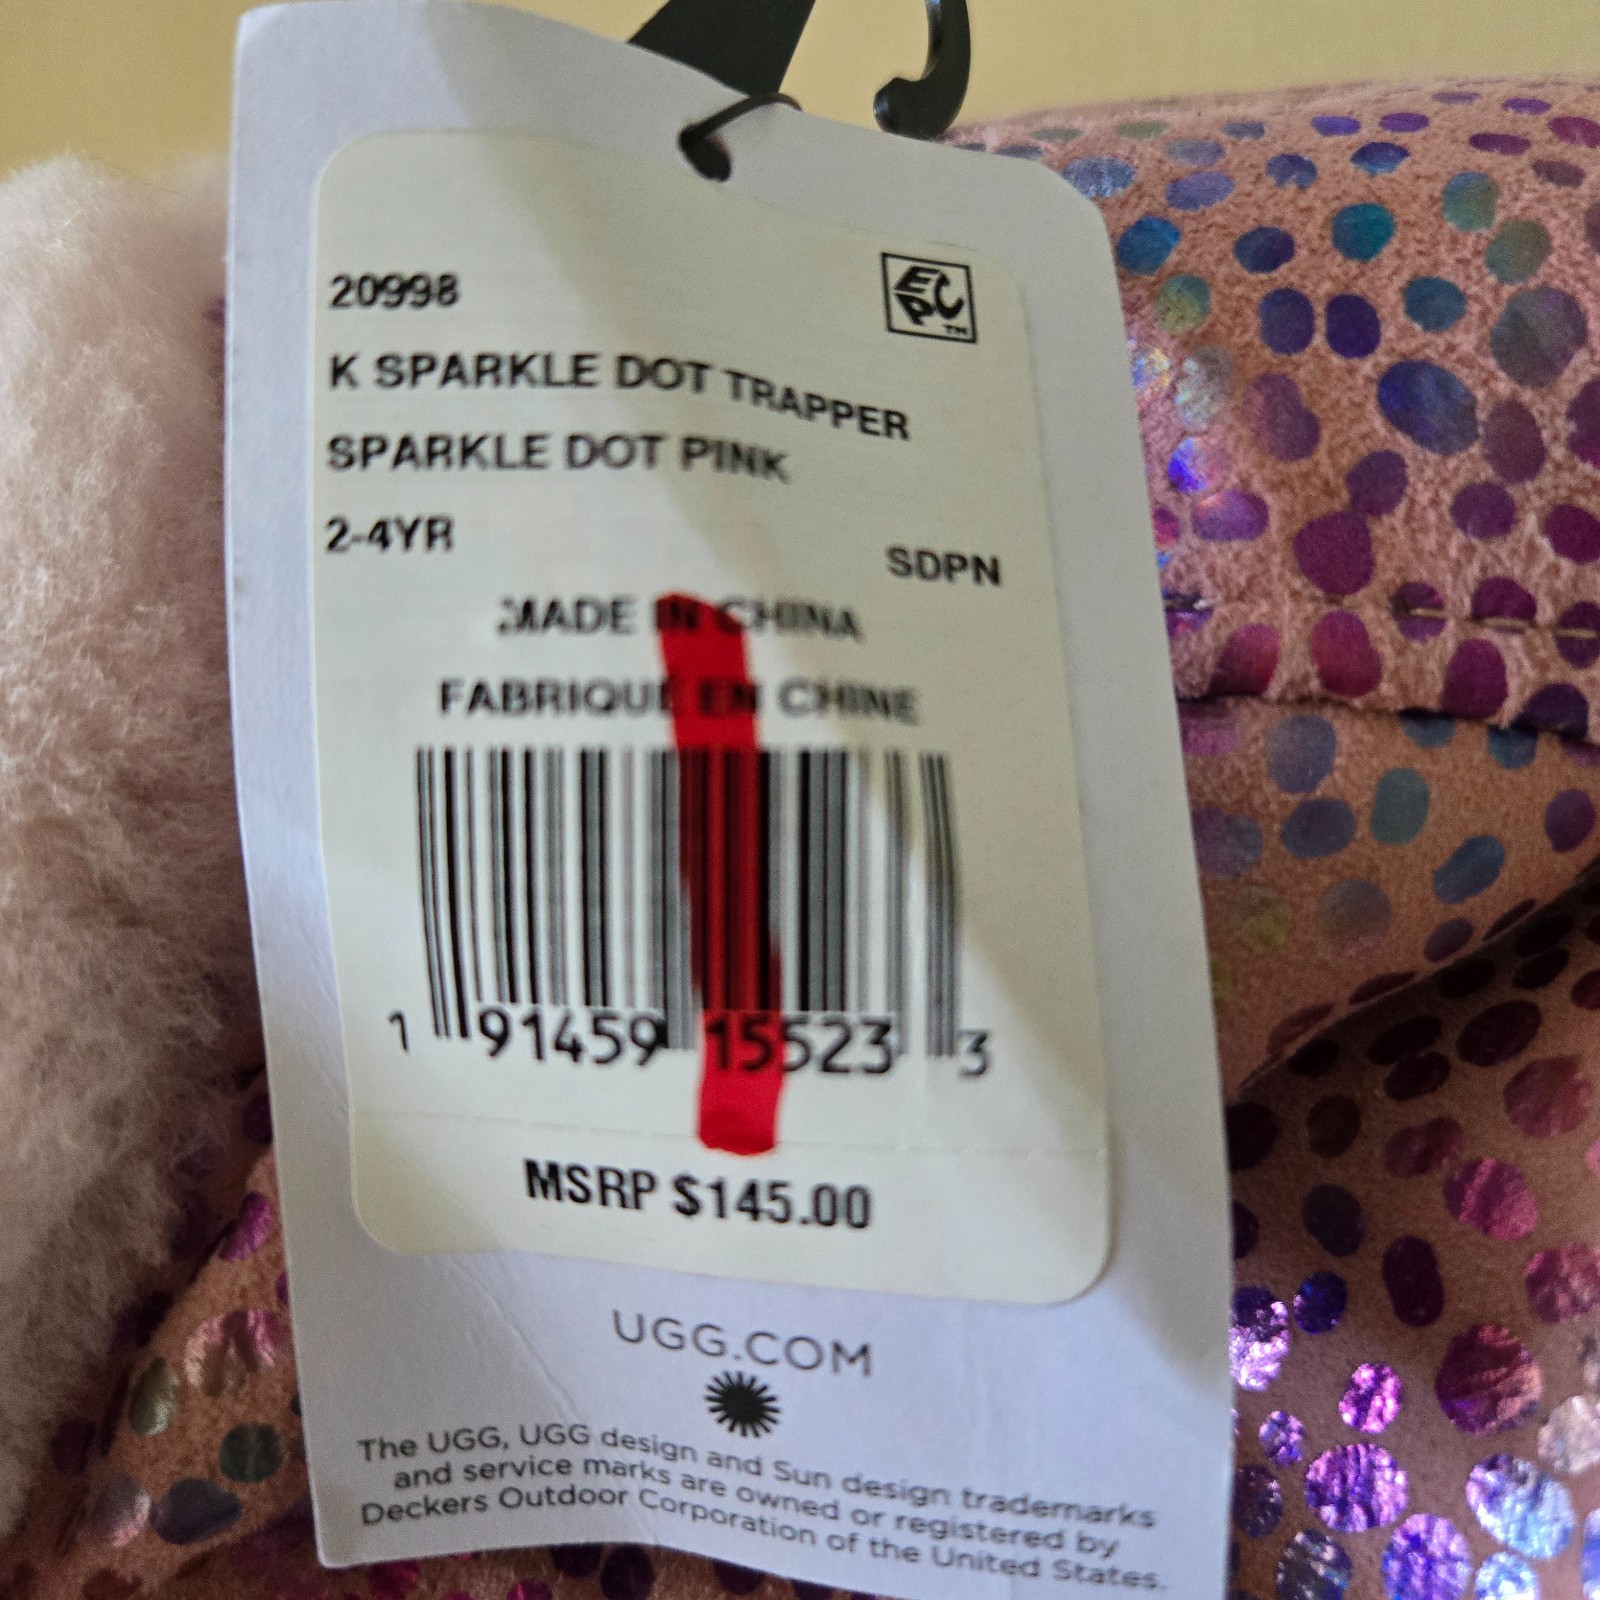 20998
EPC™
K SPARKLE DOT TRAPPER
SPARKLE DOT PINK
2-4YR SDPN
MADE IN CHINA
FABRIQUE EN CHINE
1 91459 15523 3
MSRP $145.00
UGG.COM
The UGG, UGG design and Sun design trademarks
and service marks are owned or registered by
Deckers Outdoor Corporation of the United States.